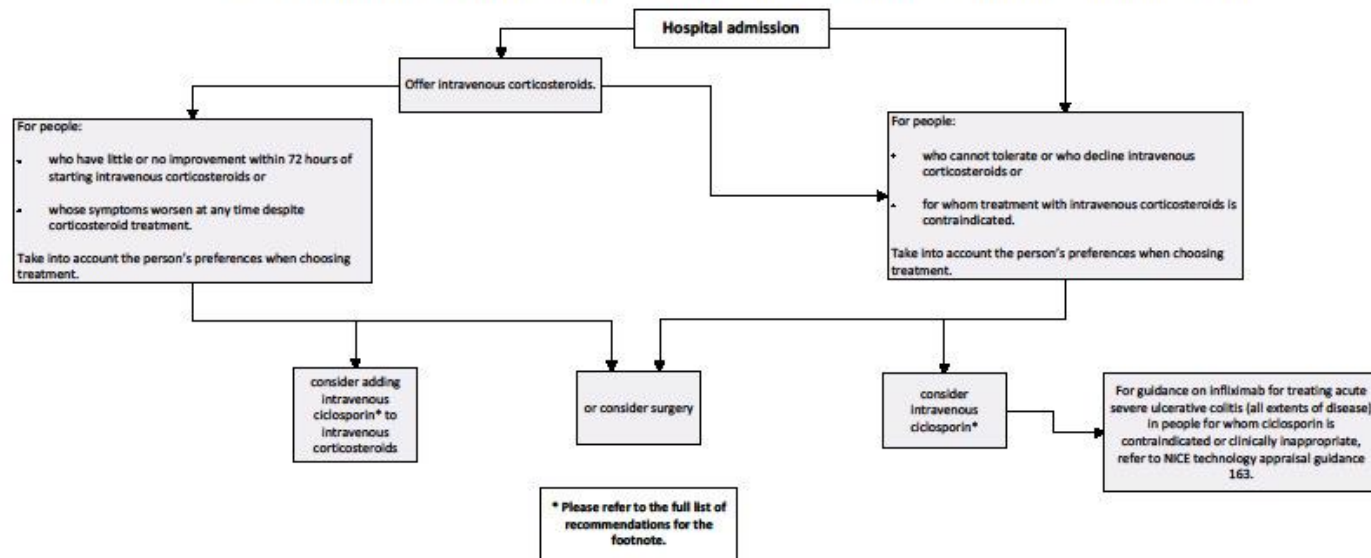 Hospital admission
Offer intravenous corticosteroids.
For people:
who have little or no improvement within 72 hours of
starting intravenous corticosteroids or
whose symptoms worsen at any time despite
corticosteroid treatment.
Take into account the person's preferences when choosing
treatment.
For people:
who cannot tolerate or who decline intravenous
corticosteroids or
for whom treatment with intravenous corticosteroids is
contraindicated.
Take into account the person's preferences when choosing
treatment.
consider adding
intravenous
ciclosporin* to
intravenous
corticosteroids
or consider surgery
consider
intravenous
ciclosporin*
For guidance on infliximab for treating acute
severe ulcerative colitis (all extents of disease)
in people for whom ciclosporin is
contraindicated or clinically inappropriate,
refer to NICE technology appraisal guidance
163.
* Please refer to the full list of
recommendations for the
footnote.